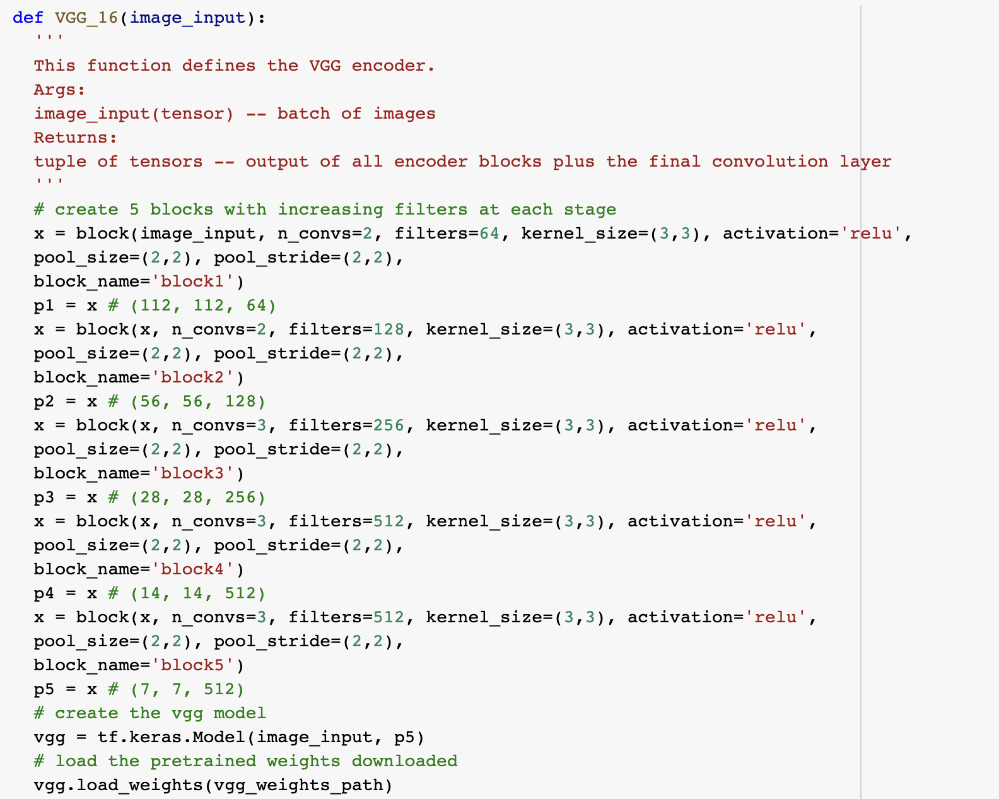 def VGG_16(image_input):
'''
This function defines the VGG encoder.
Args:
image_input(tensor) -- batch of images
Returns:
tuple of tensors -- output of all encoder blocks plus the final convolution layer
'''
# create 5 blocks with increasing filters at each stage
x = block(image_input, n_convs=2, filters=64, kernel_size=(3,3), activation='relu',
pool_size=(2,2), pool_stride=(2,2),
block_name='block1')
p1 = x # (112, 112, 64)
x = block(x, n_convs=2, filters=128, kernel_size=(3,3), activation='relu',
pool_size=(2,2), pool_stride=(2,2),
block_name='block2')
p2 = x # (56, 56, 128)
x = block(x, n_convs=3, filters=256, kernel_size=(3,3), activation='relu',
pool_size=(2,2), pool_stride=(2,2),
block_name='block3')
p3 = x # (28, 28, 256)
x = block(x, n_convs=3, filters=512, kernel_size=(3,3), activation='relu',
pool_size=(2,2), pool_stride=(2,2),
block_name='block4')
p4 = x # (14, 14, 512)
x = block(x, n_convs=3, filters=512, kernel_size=(3,3), activation='relu',
pool_size=(2,2), pool_stride=(2,2),
block_name='block5')
p5 = x # (7, 7, 512)
# create the vgg model
vgg = tf.keras.Model(image_input, p5)
# load the pretrained weights downloaded
vgg.load_weights(vgg_weights_path)